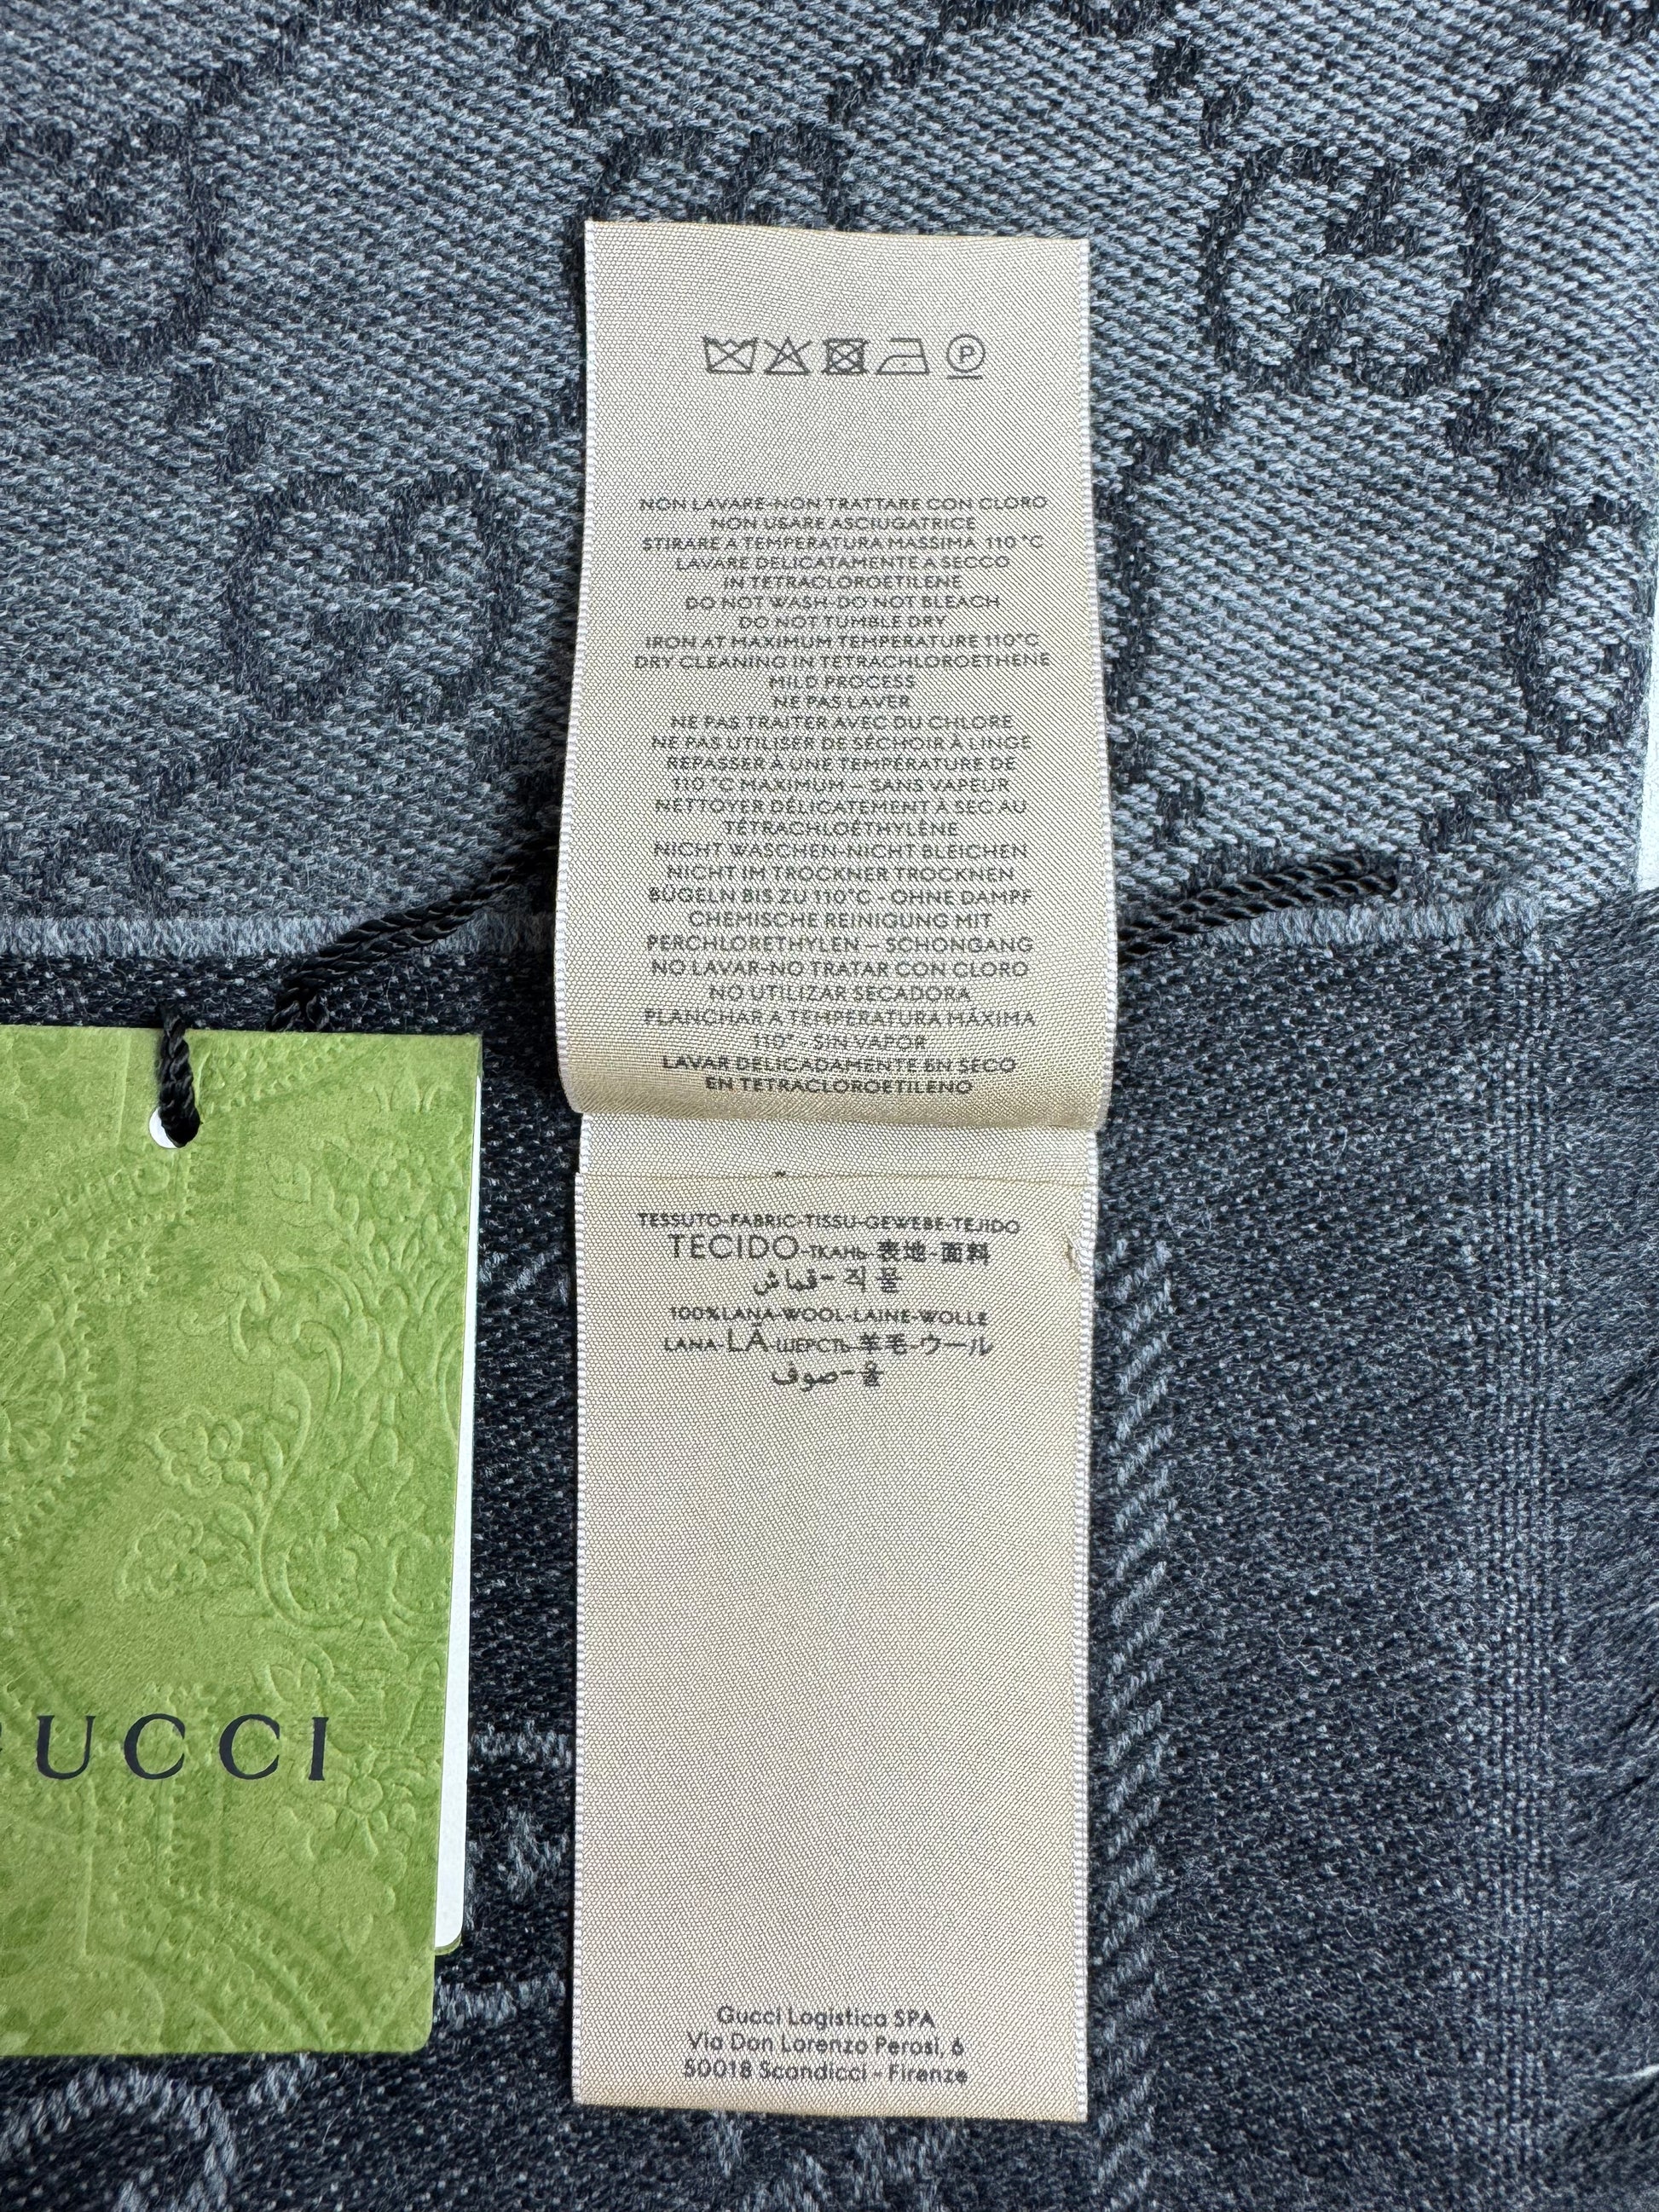 P
NON LAVARE-NON TRATTARE CON CLORO
NON USARE ASCIUGATRICE
STIRARE A TEMPERATURA MASSIMA 110 °C
LAVARE DELICATAMENTE A SECCO
IN TETRACLOROETILENE
DO NOT WASH-DO NOT BLEACH
DO NOT TUMBLE DRY
IRON AT MAXIMUM TEMPERATURE 110°C
DRY CLEANING IN TETRACHLOROETHENE
MILD PROCESS
NE PAS LAVER
NE PAS TRAITER AVEC DU CHLORE
NE PAS UTILISER DE SÉCHOIR À LINGE
REPASSER À UNE TEMPÉRATURE DE
110 °C MAXIMUM – SANS VAPEUR
NETTOYER DÉLICATEMENT À SEC AU
TÉTRACHLOÉTHYLÈNE
NICHT WASCHEN-NICHT BLEICHEN
NICHT IM TROCKNER TROCKNEN
BÜGELN BIS ZU 110°C - OHNE DAMPF
CHEMISCHE REINIGUNG MIT
PERCHLORETHYLEN – SCHONGANG
NO LAVAR-NO TRATAR CON CLORO
NO UTILIZAR SECADORA
PLANCHAR A TEMPERATURA MÁXIMA
110° - SIN VAPOR
LAVAR DELICADAMENTE EN SECO
EN TETRACLOROETILENO
TESSUTO-FABRIC-TISSU-GEWEBE-TEJIDO
TECIDO-ТКАНЬ-表地-面料
قماش-직물
100%LANA-WOOL-LAINE-WOLLE
LANA-LÃ-ШЕРСТЬ-羊毛-ウール
صوف-울
Gucci Logistica SPA
Via Don Lorenzo Perosi, 6
50018 Scandicci - Firenze
GUCCI